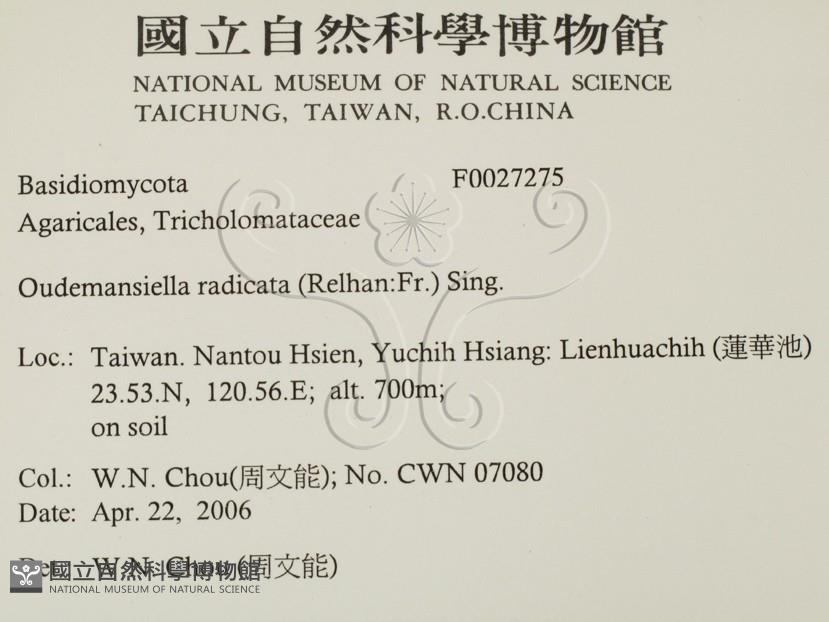 國立自然科學博物館
NATIONAL MUSEUM OF NATURAL SCIENCE
TAICHUNG, TAIWAN, R.O.CHINA
Basidiomycota F0027275
Agaricales, Tricholomataceae
Oudemansiella radicata (Relhan:Fr.) Sing.
Loc.: Taiwan. Nantou Hsien, Yuchih Hsiang: Lienhuachih (蓮華池)
23.53.N, 120.56.E; alt. 700m;
on soil
Col.: W.N. Chou(周文能); No. CWN 07080
Date: Apr. 22, 2006
Det.: W.N. Chou (周文能)
國立自然科學博物館
NATIONAL MUSEUM OF NATURAL SCIENCE